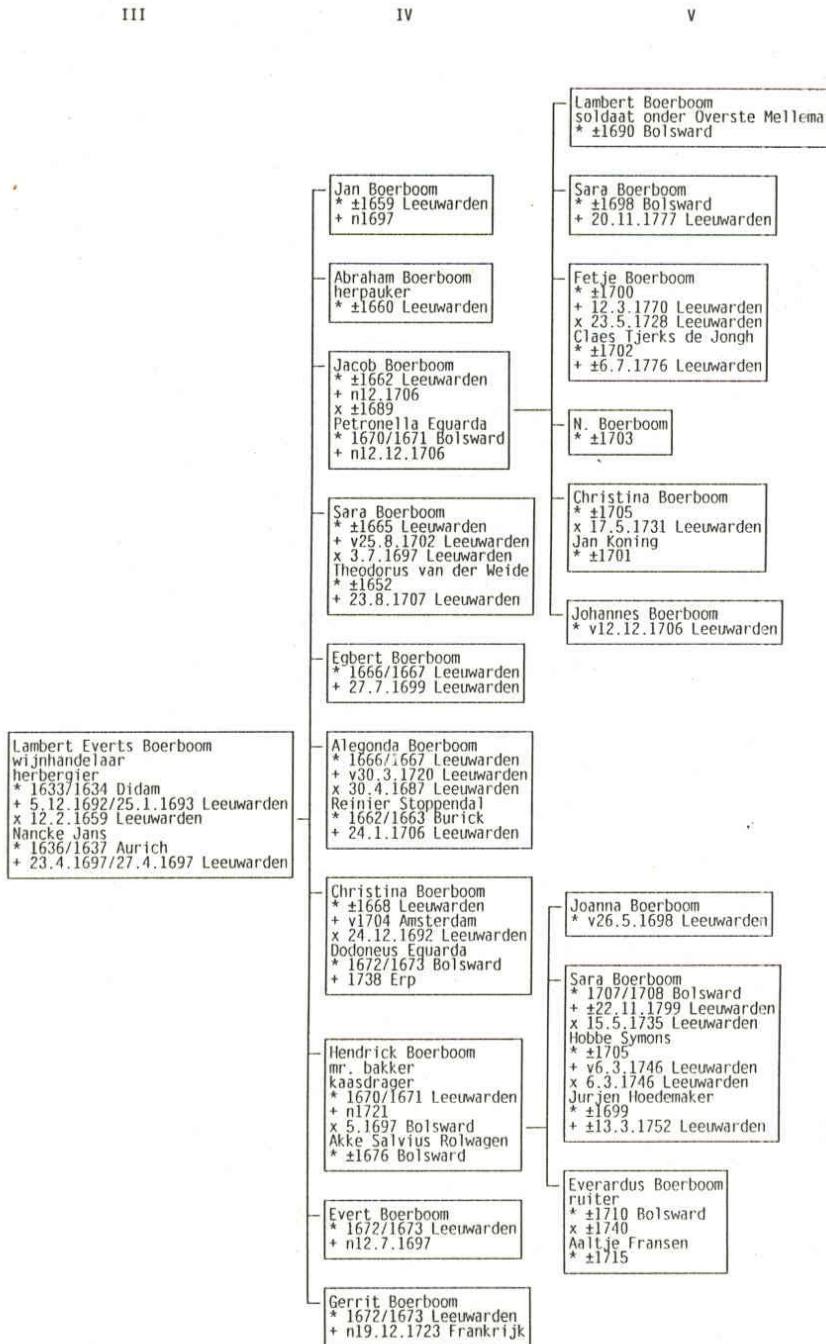 III
IV
V
Lambert Everts Boerboom
wijnhandelaar
herbergier
* 1633/1634 Didam
+ 5.12.1692/25.1.1693 Leeuwarden
x 12.2.1659 Leeuwarden
Nancke Jans
* 1636/1637 Aurich
+ 23.4.1697/27.4.1697 Leeuwarden
Jan Boerboom
* ±1659 Leeuwarden
+ n1697
Abraham Boerboom
herpauker
* ±1660 Leeuwarden
Jacob Boerboom
* ±1662 Leeuwarden
+ n12.1706
x ±1689
Petronella Eguarda
* 1670/1671 Bolsward
+ n12.12.1706
Sara Boerboom
* ±1665 Leeuwarden
+ v25.8.1702 Leeuwarden
x 3.7.1697 Leeuwarden
Theodorus van der Weide
* ±1652
+ 23.8.1707 Leeuwarden
Egbert Boerboom
* 1666/1667 Leeuwarden
+ 27.7.1699 Leeuwarden
Alegonda Boerboom
* 1666/1667 Leeuwarden
+ v30.3.1720 Leeuwarden
x 30.4.1687 Leeuwarden
Reinier Stoppendal
* 1662/1663 Burick
+ 24.1.1706 Leeuwarden
Christina Boerboom
* ±1668 Leeuwarden
+ v1704 Amsterdam
x 24.12.1692 Leeuwarden
Dodoneus Eguarda
* 1672/1673 Bolsward
+ 1738 Erp
Hendrick Boerboom
mr. bakker
kaasdrager
* 1670/1671 Leeuwarden
+ n1721
x 5.1697 Bolsward
Akke Salvius Rolwagen
* ±1676 Bolsward
Evert Boerboom
* 1672/1673 Leeuwarden
+ n12.7.1697
Gerrit Boerboom
* 1672/1673 Leeuwarden
+ n19.12.1723 Frankrijk
Lambert Boerboom
soldaat onder Overste Mellema
* ±1690 Bolsward
Sara Boerboom
* ±1698 Bolsward
+ 20.11.1777 Leeuwarden
Fetje Boerboom
* ±1700
+ 12.3.1770 Leeuwarden
x 23.5.1728 Leeuwarden
Claes Tjerks de Jongh
* ±1702
+ ±6.7.1776 Leeuwarden
N. Boerboom
* ±1703
Christina Boerboom
* ±1705
x 17.5.1731 Leeuwarden
Jan Koning
* ±1701
Johannes Boerboom
* v12.12.1706 Leeuwarden
Joanna Boerboom
* v26.5.1698 Leeuwarden
Sara Boerboom
* 1707/1708 Bolsward
+ ±22.11.1799 Leeuwarden
x 15.5.1735 Leeuwarden
Hobbe Symons
* ±1705
+ v6.3.1746 Leeuwarden
x 6.3.1746 Leeuwarden
Jurjen Hoedemaker
* ±1699
+ ±13.3.1752 Leeuwarden
Everardus Boerboom
ruiter
* ±1710 Bolsward
x ±1740
Aaltje Fransen
* ±1715